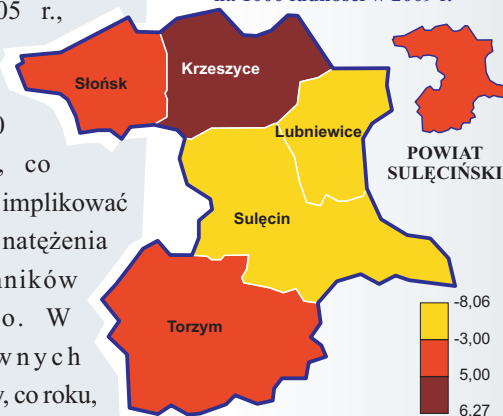 05 r.,
na 1000 ludności w 2009 r.
0
, co
implikować
natężenia
nników
o. W
wnych
y, co roku,
Słońsk
Krzeszyce
Lubniewice
Sulęcin
Torzym
POWIAT
SULĘCIŃSKI
-8,06
-3,00
5,00
6,27